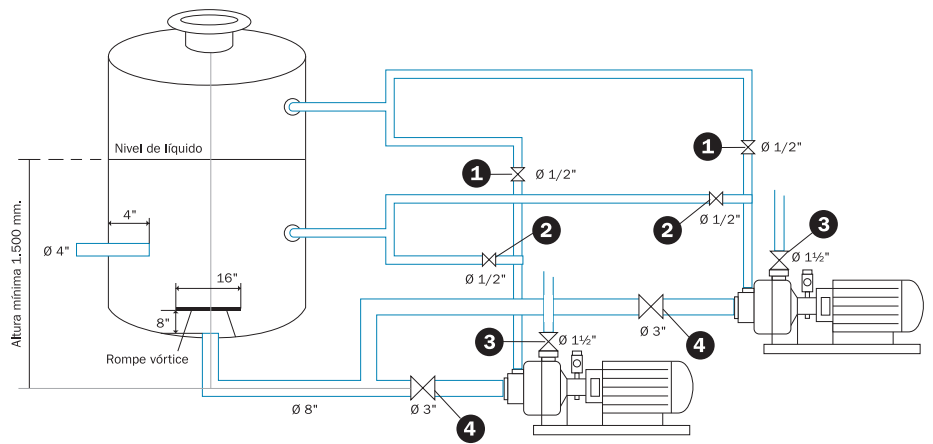 Nivel de líquido
Altura mínima 1.500 mm.
4"
Ø 4"
16"
8"
Rompe vórtice
Ø 8"
1
Ø 1/2"
1
Ø 1/2"
2
Ø 1/2"
2
Ø 1/2"
3
Ø 1½"
3
Ø 1½"
Ø 3"
4
Ø 3"
4